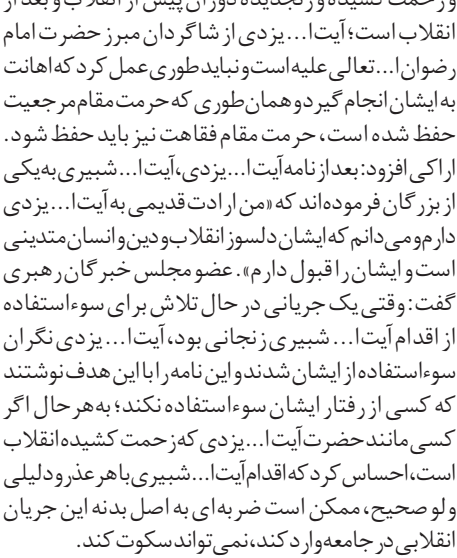 وزحمت کشیده و رنجدیده دوران پیش از انقلاب و بعد از
انقلاب است؛ آیت‌ا... یزدی از شاگردان مبرز حضرت امام
رضوان‌ا... تعالی علیه است و نباید طوری عمل کرد که اهانت
به ایشان انجام گیرد و همان طوری که حرمت مقام مرجعیت
حفظ شده است، حرمت مقام فقاهت نیز باید حفظ شود.
اراکی افزود: بعد از نامه آیت‌ا... یزدی، آیت‌ا... شبیری به یکی
از بزرگان فرموده‌اند که «من ارادت قدیمی به آیت‌ا... یزدی
دارم و می‌دانم که ایشان دلسوز انقلاب و دین و انسان متدینی
است و ایشان را قبول دارم». عضو مجلس خبرگان رهبری
گفت: وقتی یک جریانی در حال تلاش برای سوءاستفاده
از اقدام آیت‌ا... شبیری زنجانی بود، آیت‌ا... یزدی نگران
سوءاستفاده از ایشان شدند و این نامه را با این هدف نوشتند
که کسی از رفتار ایشان سوءاستفاده نکند؛ به‌هر حال اگر
کسی مانند حضرت آیت‌ا... یزدی که زحمت کشیده انقلاب
است، احساس کرد که اقدام آیت‌ا... شبیری با هر عذر و دلیلی
ولو صحیح، ممکن است ضربه‌ای به اصل بدنه این جریان
انقلابی در جامعه وارد کند، نمی‌تواند سکوت کند.